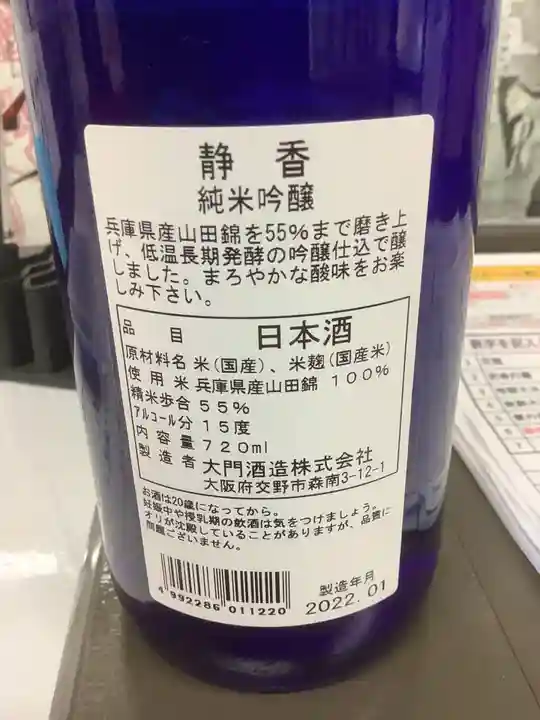 静 香
純米吟醸
兵庫県産山田錦を55%まで磨き上
げ、低温長期発酵の吟醸仕込で醸
しました。まろやかな酸味をお楽
しみ下さい。
品 目 日本酒
原材料名 米(国産)、米麹(国産米)
使用米 兵庫県産山田錦 100%
精米歩合 55%
アルコール分 15度
内容量 720ml
製造者 大門酒造株式会社
大阪府交野市森南3-12-1
お酒は20歳になってから。
妊娠中や授乳期の飲酒は気をつけましょう。
オリが沈殿していることがありますが、品質に
問題ございません。
4992286 011220
製造年月
2022.01
数字を記入